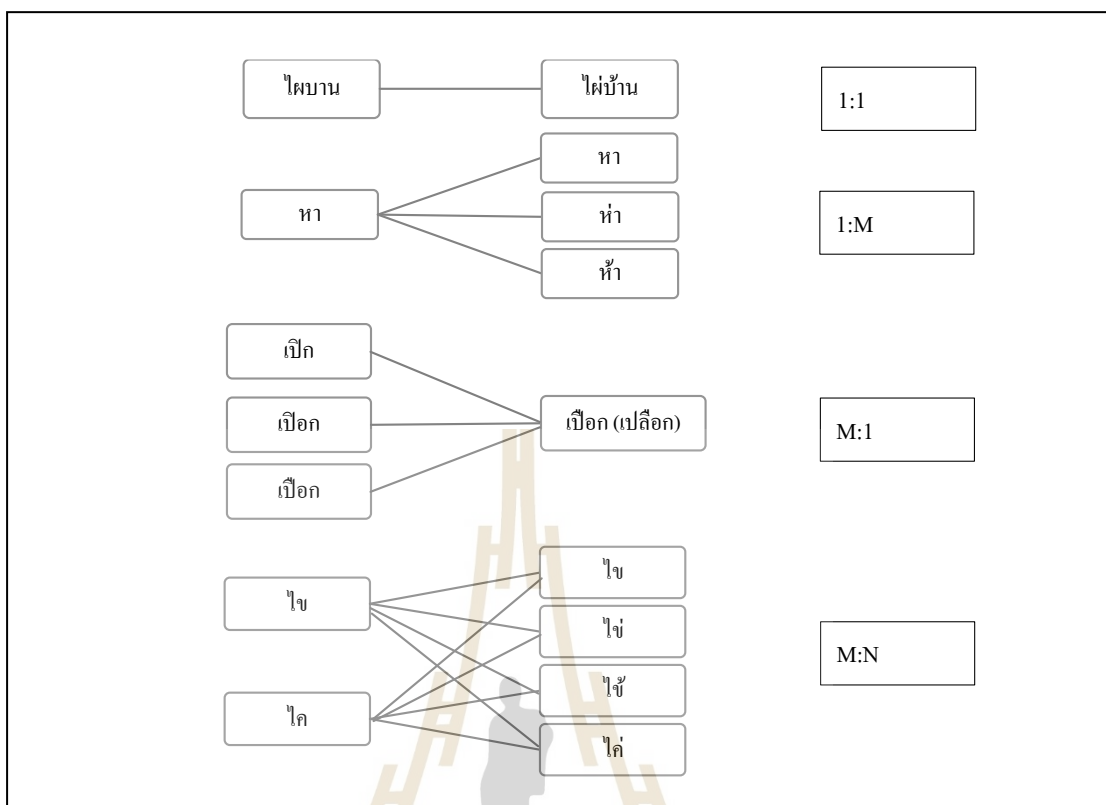 ไผบาน
ไผ่บ้าน
1:1
หา
หา
ห่า
ห้า
1:M
เปิก
เปิอก
เปือก
เปือก (เปลือก)
M:1
ไข
ไค
ไข
ไข่
ไข้
ไค่
M:N